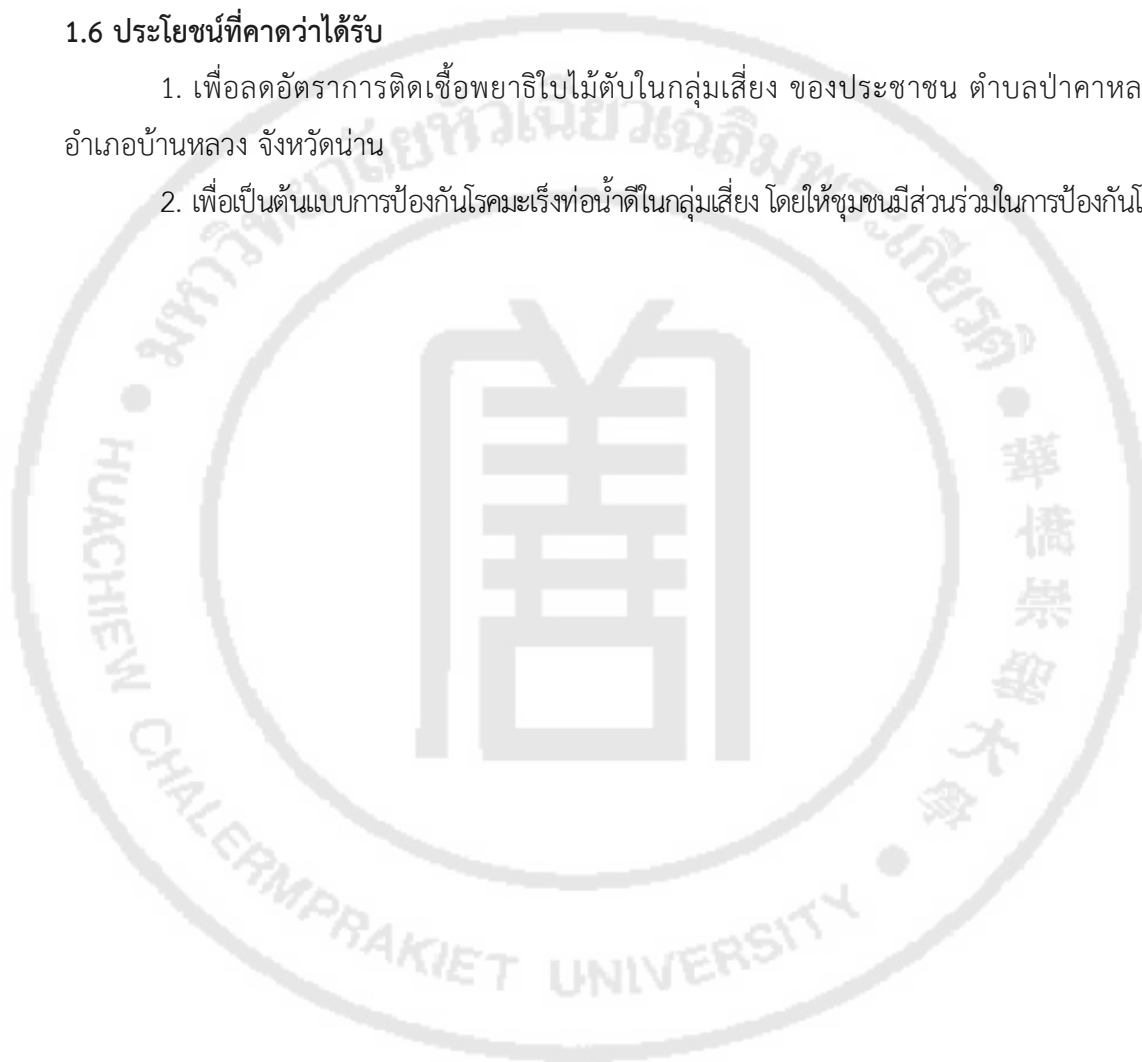 1.6 ประโยชน์ที่คาดว่าได้รับ
1. เพื่อลดอัตราการติดเชื้อพยาธิใบไม้ตับในกลุ่มเสี่ยง ของประชาชน ตำบลป่าคาหล
อำเภอบ้านหลวง จังหวัดน่าน
2. เพื่อเป็นต้นแบบการป้องกันโรคมะเร็งท่อน้ำดีในกลุ่มเสี่ยง โดยให้ชุมชนมีส่วนร่วมในการป้องกันโ
มหาวิทยาลัยหัวเฉียวเฉลิมพระเกียรติ
華僑崇聖大學
HUACHIEW CHALERMPRAKIET UNIVERSITY